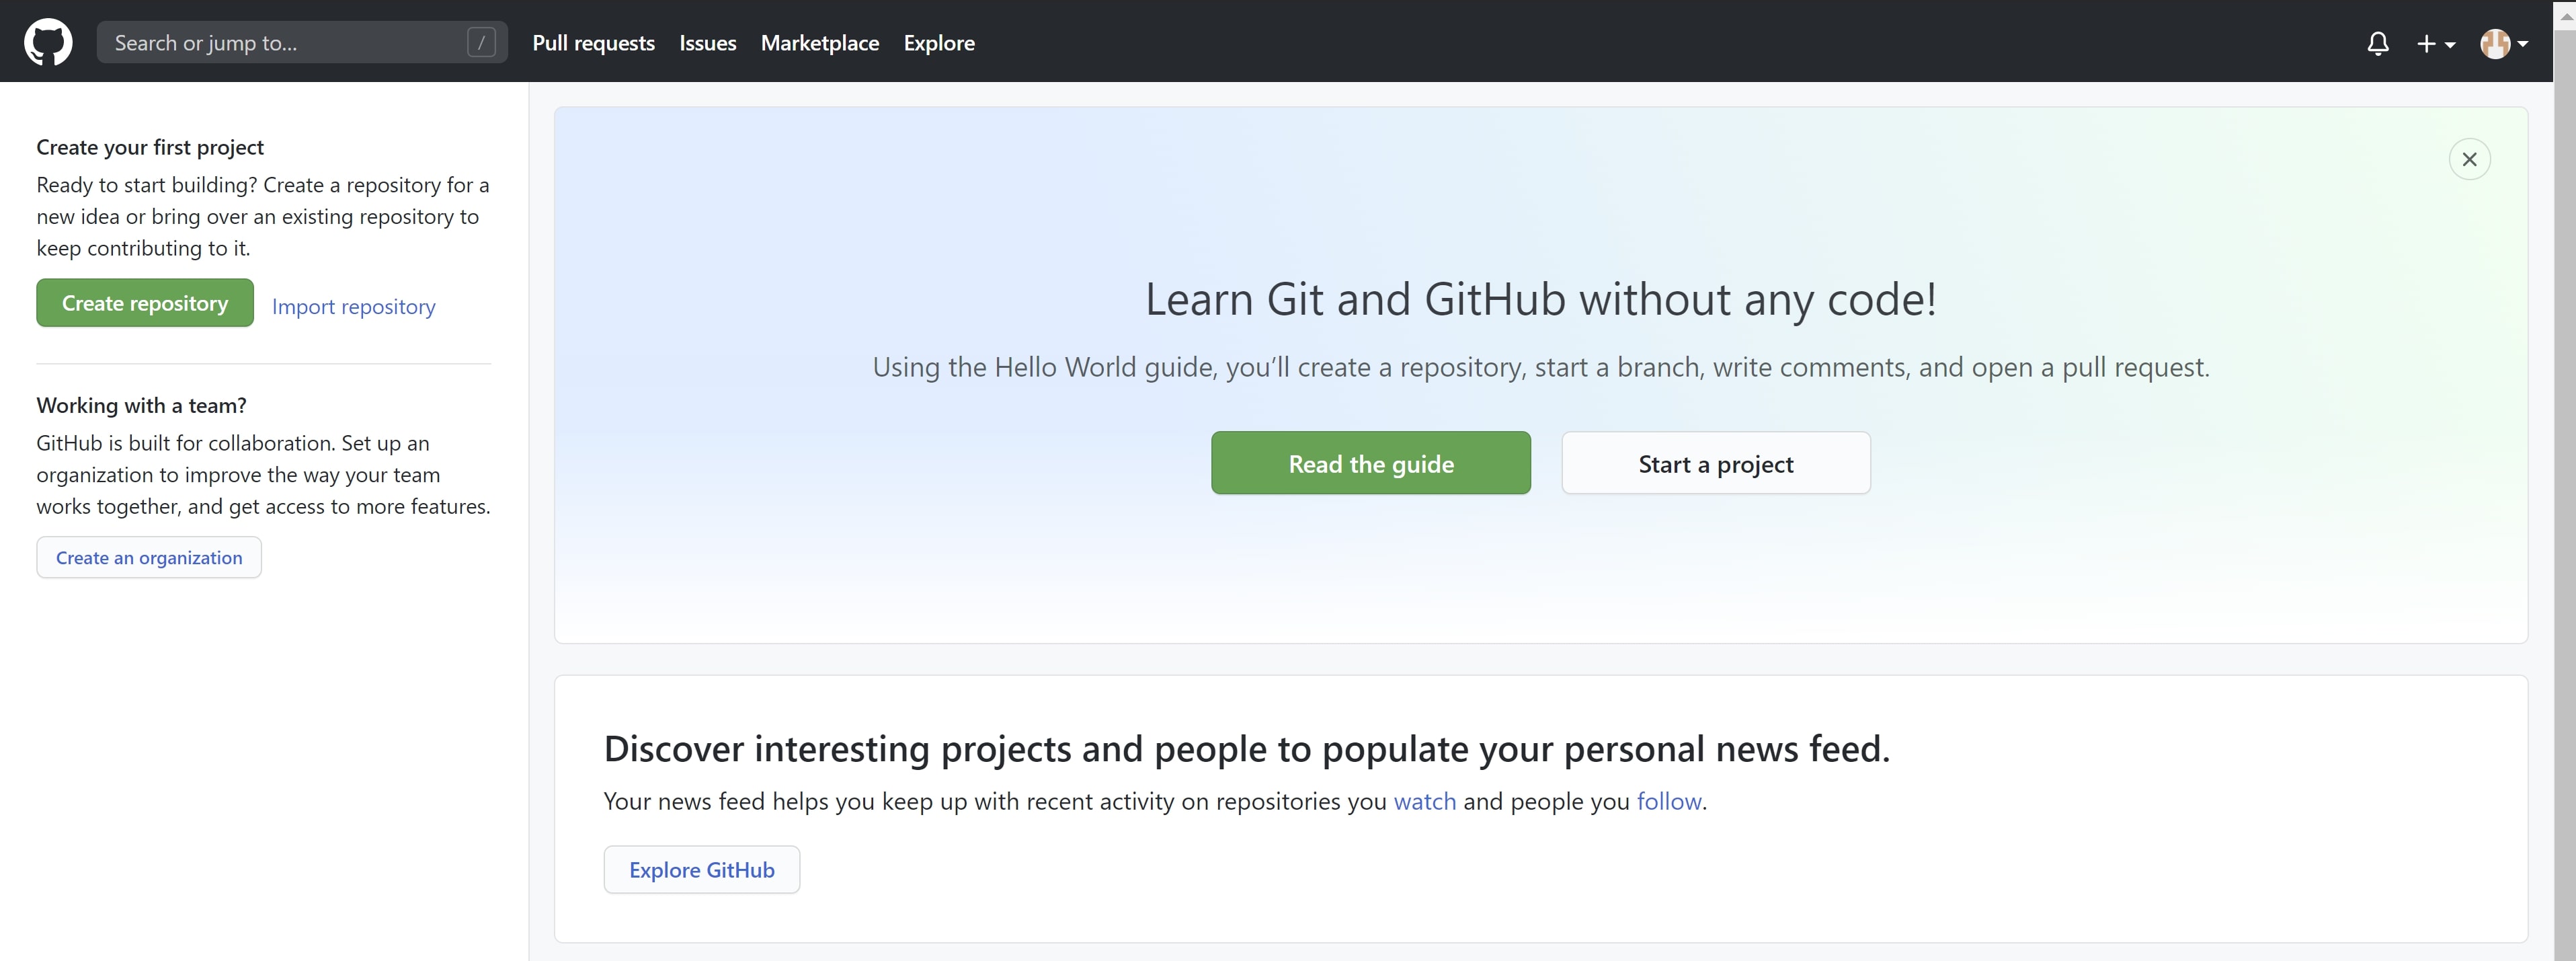 Search or jump to... /
Pull requests Issues Marketplace Explore
Create your first project
Ready to start building? Create a repository for a
new idea or bring over an existing repository to
keep contributing to it.
Create repository
Import repository
Working with a team?
GitHub is built for collaboration. Set up an
organization to improve the way your team
works together, and get access to more features.
Create an organization
Learn Git and GitHub without any code!
Using the Hello World guide, you’ll create a repository, start a branch, write comments, and open a pull request.
Read the guide
Start a project
Discover interesting projects and people to populate your personal news feed.
Your news feed helps you keep up with recent activity on repositories you watch and people you follow.
Explore GitHub